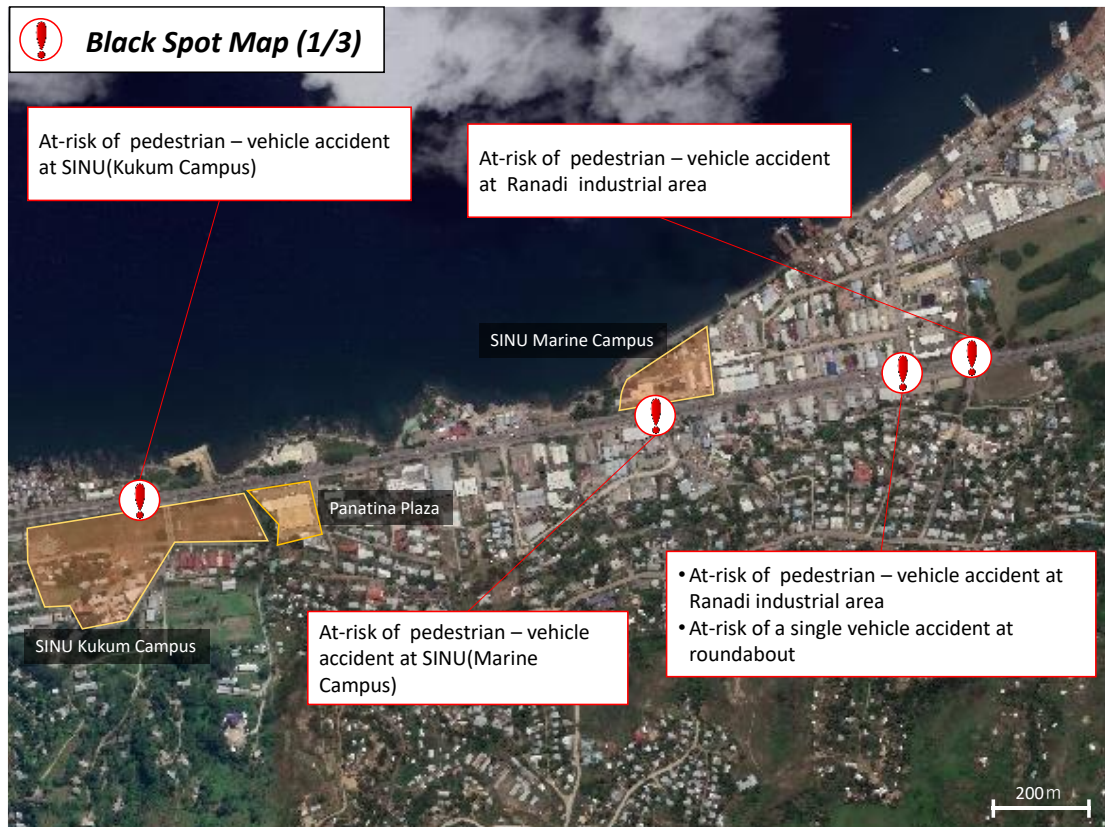 Black Spot Map (1/3)
At-risk of pedestrian – vehicle accident
at SINU(Kukum Campus)
At-risk of pedestrian – vehicle accident
at Ranadi industrial area
SINU Marine Campus
Panatina Plaza
SINU Kukum Campus
At-risk of pedestrian – vehicle
accident at SINU(Marine
Campus)
• At-risk of pedestrian – vehicle accident at
Ranadi industrial area
• At-risk of a single vehicle accident at
roundabout
200m